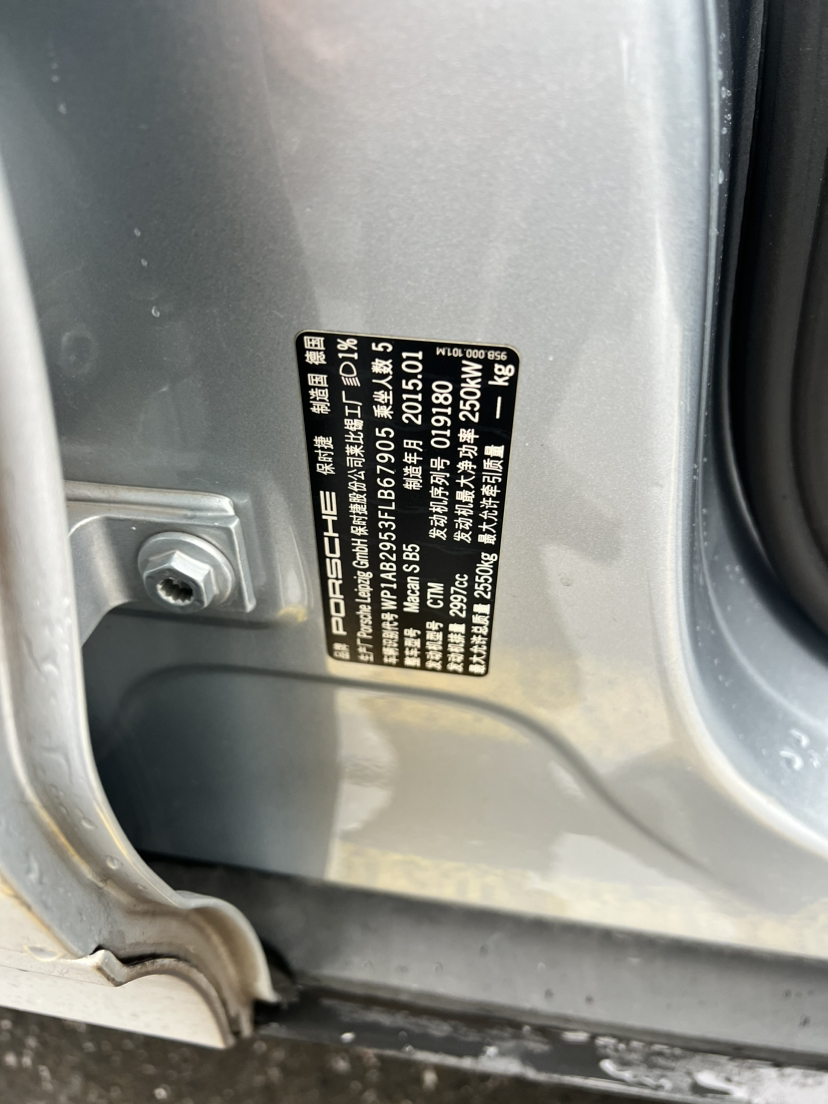 品牌 PORSCHE 保时捷 制造国 德国
生产厂 Porsche Leipzig GmbH 保时捷股份公司莱比锡工厂 1%
车辆识别代号 WP1AB2953FLB67905 乘坐人数 5
整车型号 Macan S B5 制造年月 2015.01
发动机型号 CTM 发动机序列号 019180
发动机排量 2997cc 发动机最大净功率 250kW
最大允许总质量 2550kg 最大允许牵引质量 — kg
95B.000.101.M